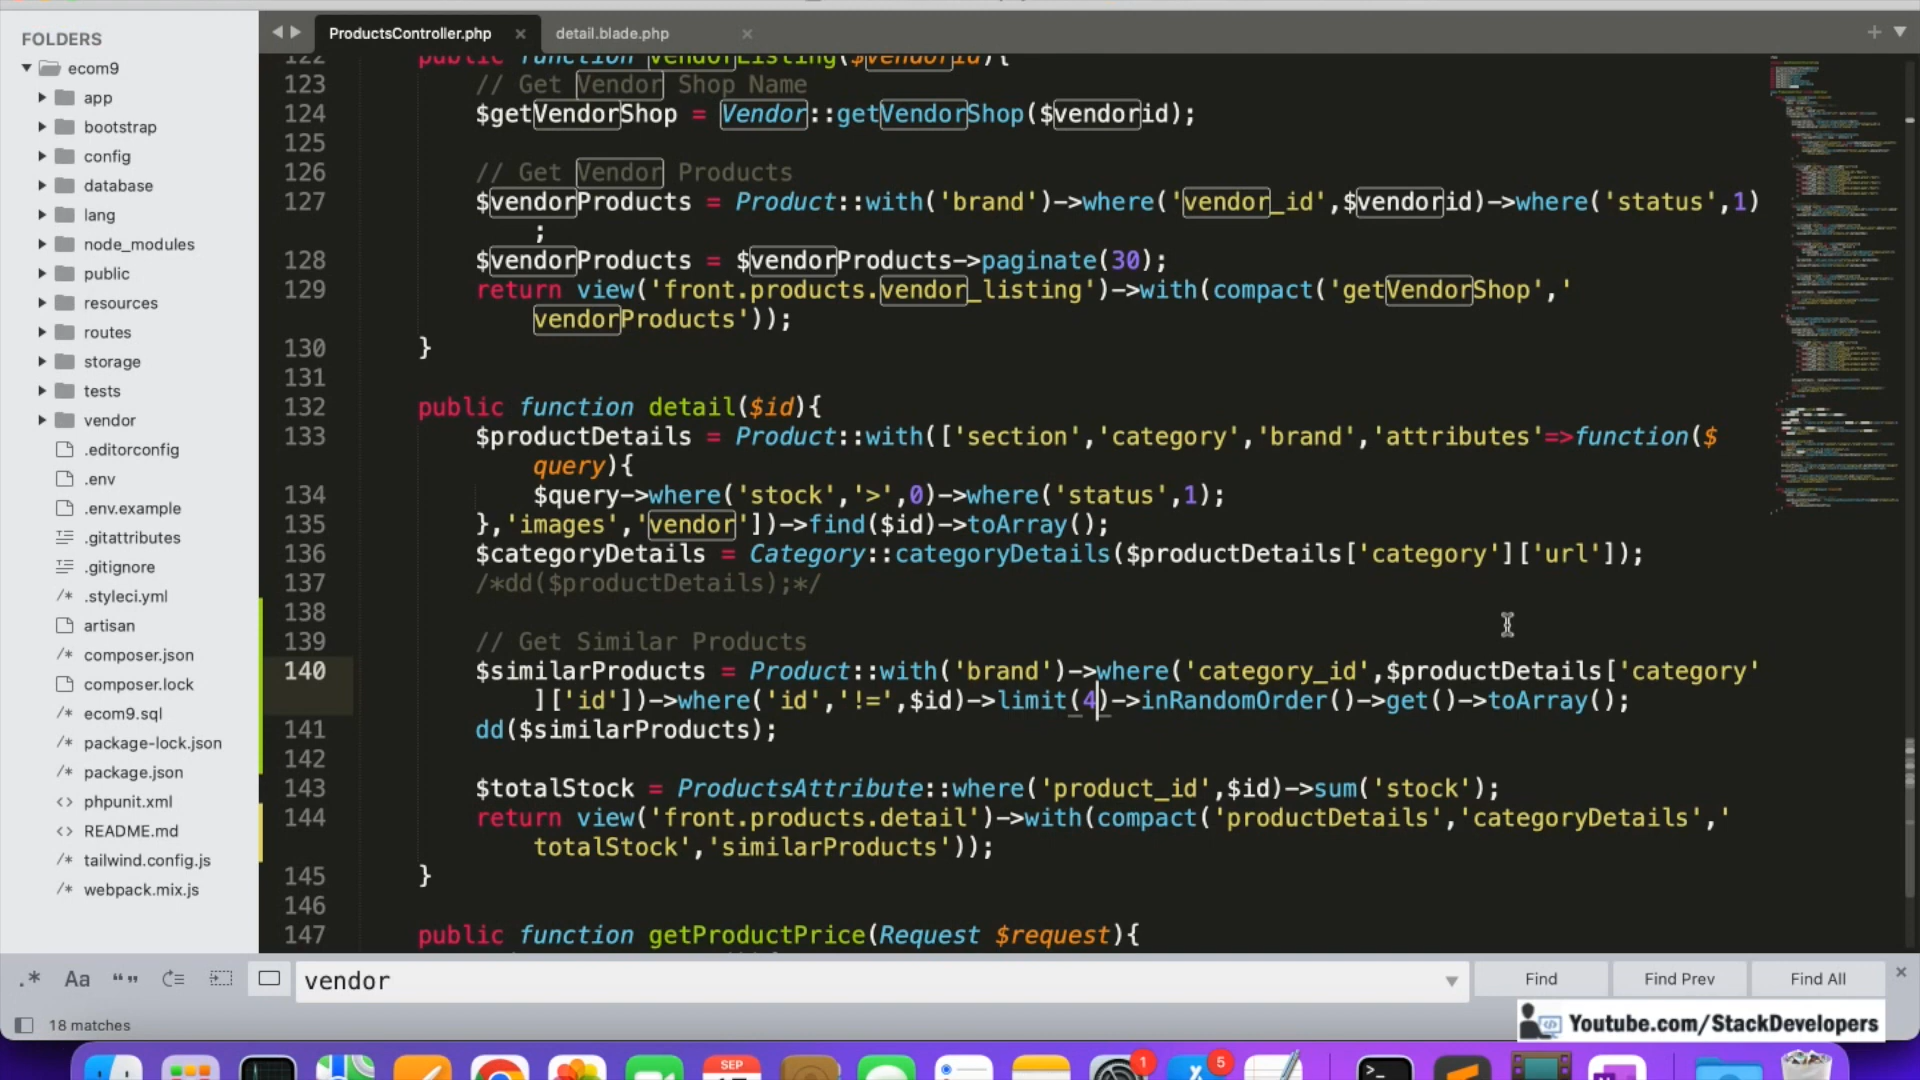 FOLDERS
ecom9
app
bootstrap
config
database
lang
node_modules
public
resources
routes
storage
tests
vendor
.editorconfig
.env
.env.example
.gitattributes
.gitignore
.styleci.yml
artisan
composer.json
composer.lock
ecom9.sql
package-lock.json
package.json
phpunit.xml
README.md
tailwind.config.js
webpack.mix.js
ProductsController.php
detail.blade.php
122 public function vendorListing($vendorid){
123 // Get Vendor Shop Name
124 $getVendorShop = Vendor::getVendorShop($vendorid);
125
126 // Get Vendor Products
127 $vendorProducts = Product::with('brand')->where('vendor_id',$vendorid)->where('status',1)
;
128 $vendorProducts = $vendorProducts->paginate(30);
129 return view('front.products.vendor_listing')->with(compact('getVendorShop','
vendorProducts'));
130 }
131
132 public function detail($id){
133 $productDetails = Product::with(['section','category','brand','attributes'=>function($
query){
134 $query->where('stock','>',0)->where('status',1);
135 },'images','vendor'])->find($id)->toArray();
136 $categoryDetails = Category::categoryDetails($productDetails['category']['url']);
137 /*dd($productDetails);*/
138
139 // Get Similar Products
140 $similarProducts = Product::with('brand')->where('category_id',$productDetails['category'
]['id'])->where('id','!=',$id)->limit(4)->inRandomOrder()->get()->toArray();
141 dd($similarProducts);
142
143 $totalStock = ProductsAttribute::where('product_id',$id)->sum('stock');
144 return view('front.products.detail')->with(compact('productDetails','categoryDetails','
totalStock','similarProducts'));
145 }
146
147 public function getProductPrice(Request $request){
.* Aa “” vendor Find Find Prev Find All
18 matches
Youtube.com/StackDevelopers
SEP
1
5